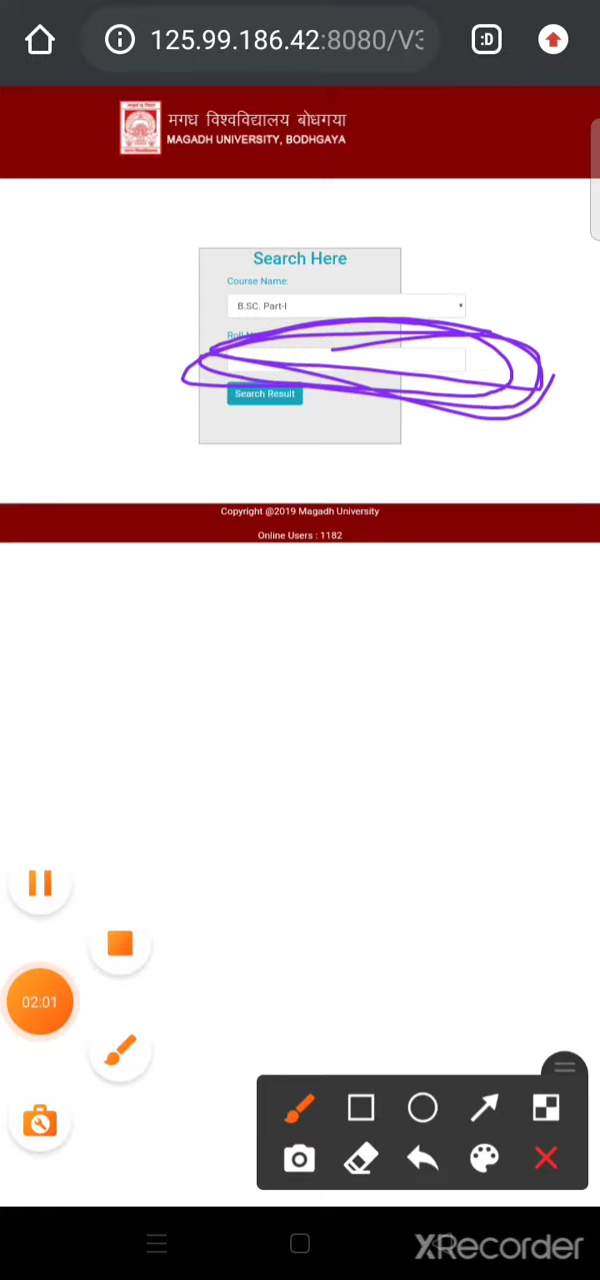 125.99.186.42:8080/V3
:D
मगध विश्वविद्यालय बोधगया
MAGADH UNIVERSITY, BODHGAYA
Search Here
Course Name:
B.SC. Part-I
Search Result
Copyright @2019 Magadh University
Online Users : 1182
02:01
XRecorder